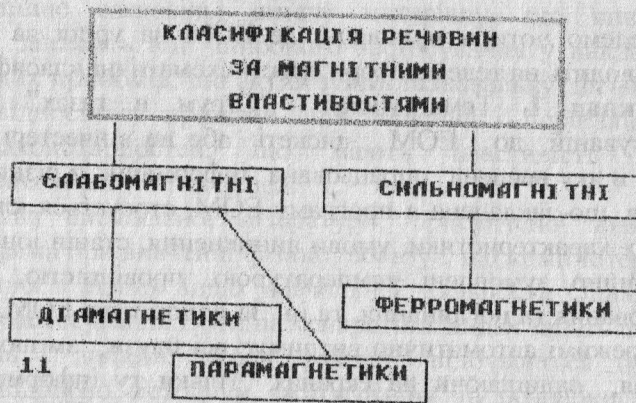 КЛАСИФІКАЦІЯ РЕЧОВИН
ЗА МАГНІТНИМИ
ВЛАСТИВОСТЯМИ
СЛАБОМАГНІТНІ
СИЛЬНОМАГНІТНІ
ДІАМАГНЕТИКИ
ФЕРРОМАГНЕТИКИ
11
ПАРАМАГНЕТИКИ